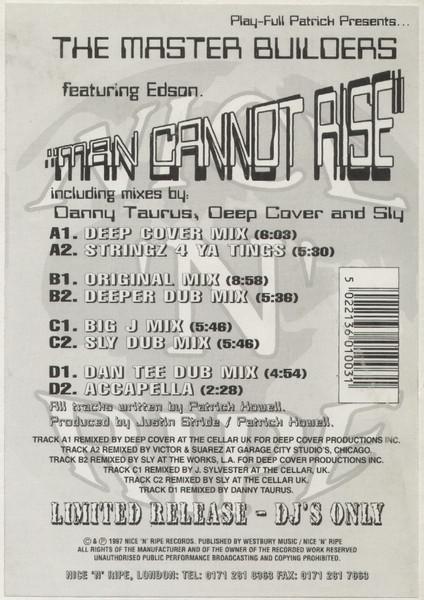 Play-Full Patrick Presents...
THE MASTER BUILDERS
featuring Edson.
"MAN CANNOT RISE"
including mixes by:
Danny Taurus, Deep Cover and Sly
A1. DEEP COVER MIX (6:03)
A2. STRINGZ 4 YA TINGS (5:30)
B1. ORIGINAL MIX (8:58)
B2. DEEPER DUB MIX (5:36)
C1. BIG J MIX (5:46)
C2. SLY DUB MIX (5:46)
D1. DAN TEE DUB MIX (4:54)
D2. ACCAPELLA (2:28)
5 022136 010031
All tracks written by Patrick Howell.
Produced by Justin Stride / Patrick Howell.
TRACK A1 REMIXED BY DEEP COVER AT THE CELLAR UK FOR DEEP COVER PRODUCTIONS INC.
TRACK A2 REMIXED BY VICTOR & SUAREZ AT GARAGE CITY STUDIO'S, CHICAGO.
TRACK B2 REMIXED BY SLY AT THE WORKS, L.A. FOR DEEP COVER PRODUCTIONS INC.
TRACK C1 REMIXED BY J. SYLVESTER AT THE CELLAR, UK.
TRACK C2 REMIXED BY SLY AT THE CELLAR UK.
TRACK D1 REMIXED BY DANNY TAURUS.
LIMITED RELEASE - DJ'S ONLY
© & ℗ 1997 NICE 'N' RIPE RECORDS. PUBLISHED BY WESTBURY MUSIC / NICE 'N' RIPE
ALL RIGHTS OF THE MANUFACTURER AND OF THE OWNER OF THE RECORDED WORK RESERVED
UNAUTHORISED PUBLIC PERFORMANCE BROADCASTING AND COPYING PROHIBITED.
NICE 'N' RIPE, LONDON: TEL: 0171 261 8363 FAX: 0171 261 7663
NICE
'N'
RIPE